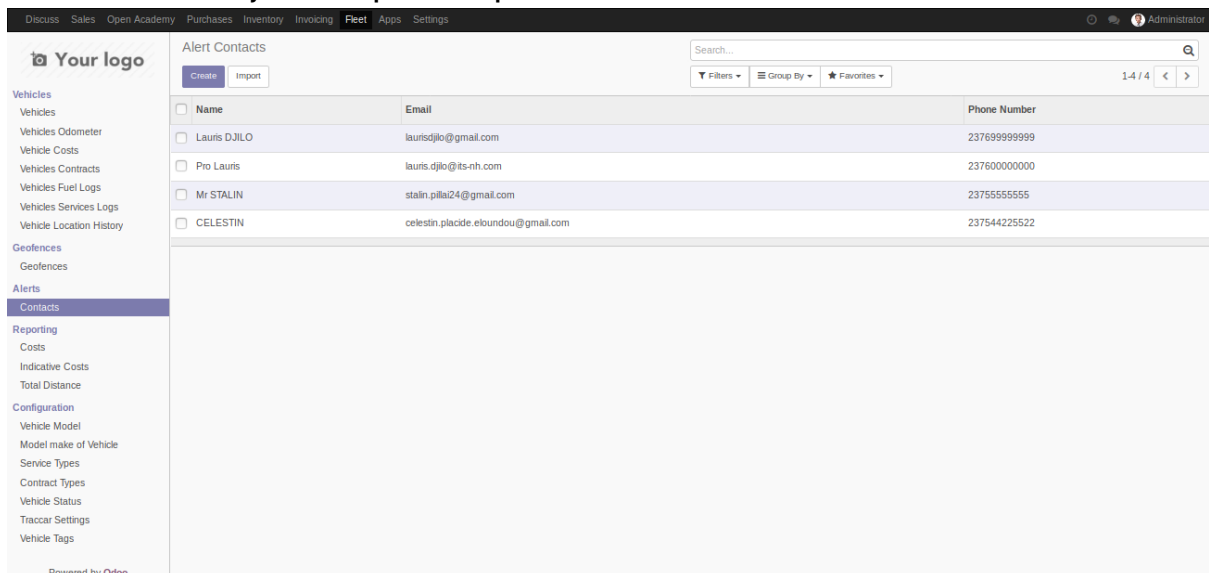 Discuss Sales Open Academy Purchases Inventory Invoicing Fleet Apps Settings Administrator
Your logo
Alert Contacts
Search...
Create Import
Filters Group By Favorites 1-4 / 4
Vehicles
Vehicles
Vehicles Odometer
Vehicle Costs
Vehicles Contracts
Vehicles Fuel Logs
Vehicles Services Logs
Vehicle Location History
Geofences
Geofences
Alerts
Contacts
Reporting
Costs
Indicative Costs
Total Distance
Configuration
Vehicle Model
Model make of Vehicle
Service Types
Contract Types
Vehicle Status
Traccar Settings
Vehicle Tags
Powered by Odoo
Name Email Phone Number
Lauris DJILO laurisdjilo@gmail.com 237699999999
Pro Lauris lauris.djilo@its-nh.com 237600000000
Mr STALIN stalin.pillai24@gmail.com 23755555555
CELESTIN celestin.placide.eloundou@gmail.com 237544225522